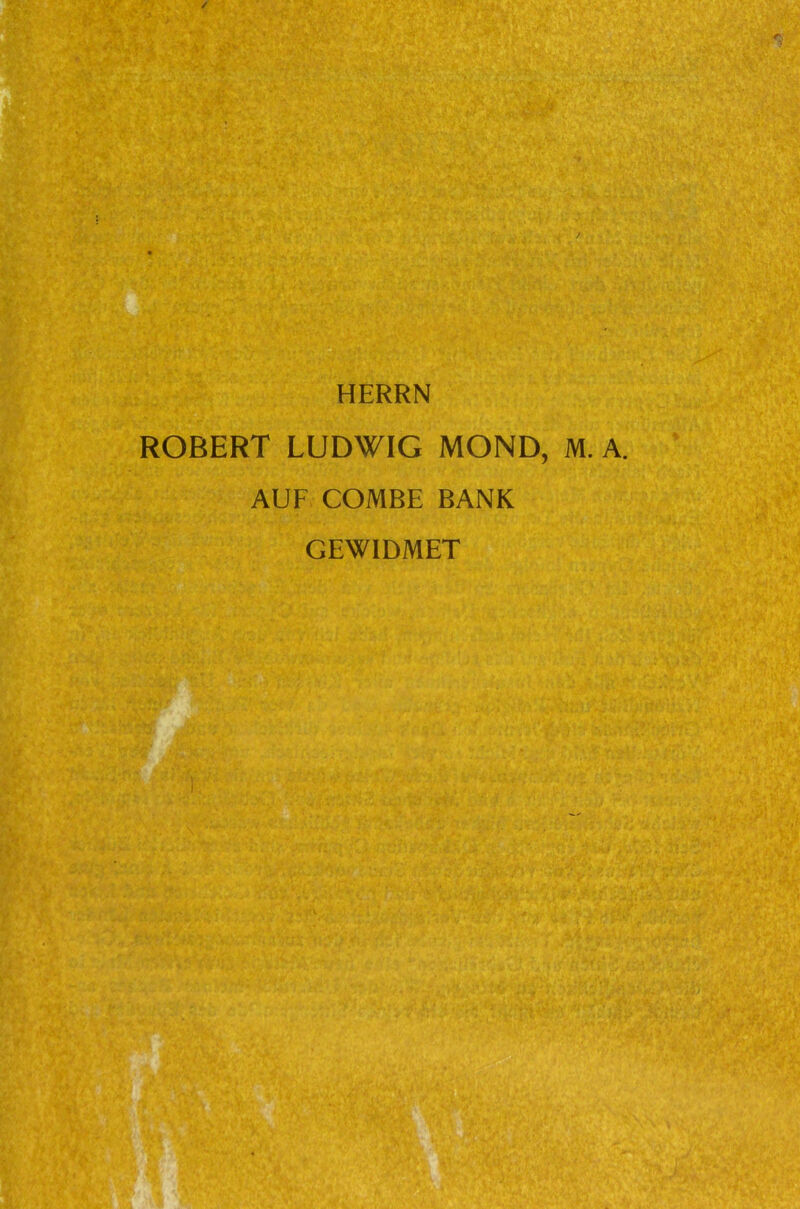 HERRN
ROBERT LUDWIG MOND, M. A.
AUF COMBE BANK
GEWIDMET